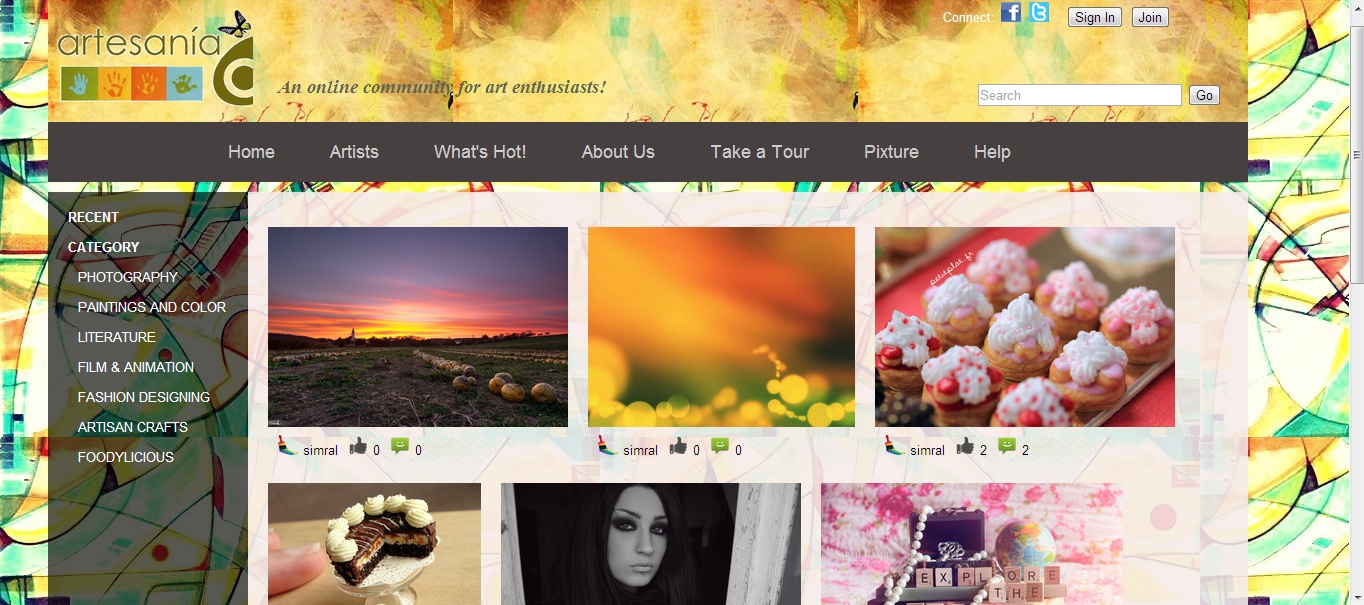 Connect:
Sign In
Join
artesanía
An online community for art enthusiasts!
Search
Go
Home
Artists
What's Hot!
About Us
Take a Tour
Pixture
Help
RECENT
CATEGORY
PHOTOGRAPHY
PAINTINGS AND COLOR
LITERATURE
FILM & ANIMATION
FASHION DESIGNING
ARTISAN CRAFTS
FOODYLICIOUS
petitplat.fr
simral 0 0
simral 0 0
simral 2 2
EXPLORE
THE